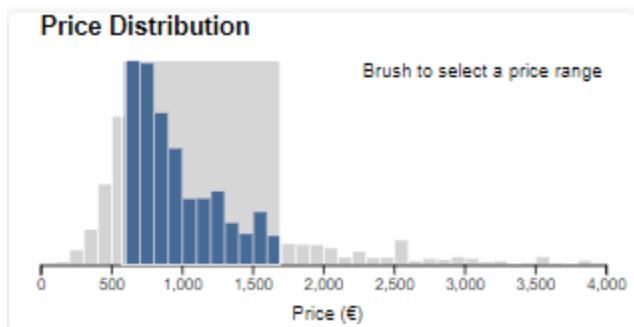 Price Distribution
Brush to select a price range
0 500 1,000 1,500 2,000 2,500 3,000 3,500 4,000
Price (€)